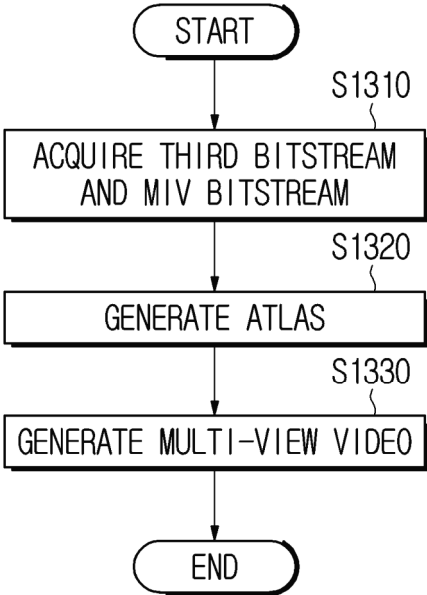 START
S1310
ACQUIRE THIRD BITSTREAM
AND MIV BITSTREAM
S1320
GENERATE ATLAS
S1330
GENERATE MULTI-VIEW VIDEO
END